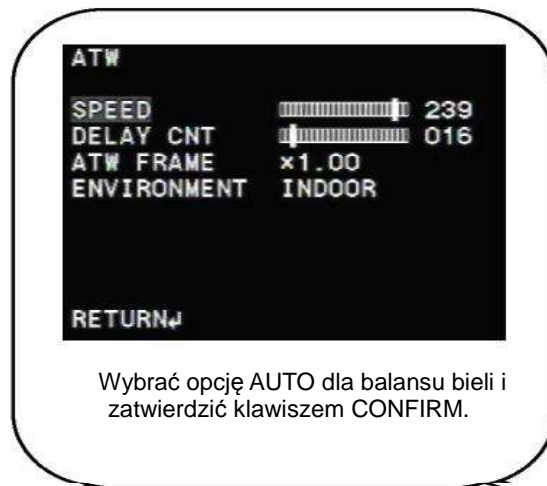 ATW
SPEED 239
DELAY CNT 016
ATW FRAME ×1.00
ENVIRONMENT INDOOR
RETURN↵
Wybrać opcję AUTO dla balansu bieli i
zatwierdzić klawiszem CONFIRM.